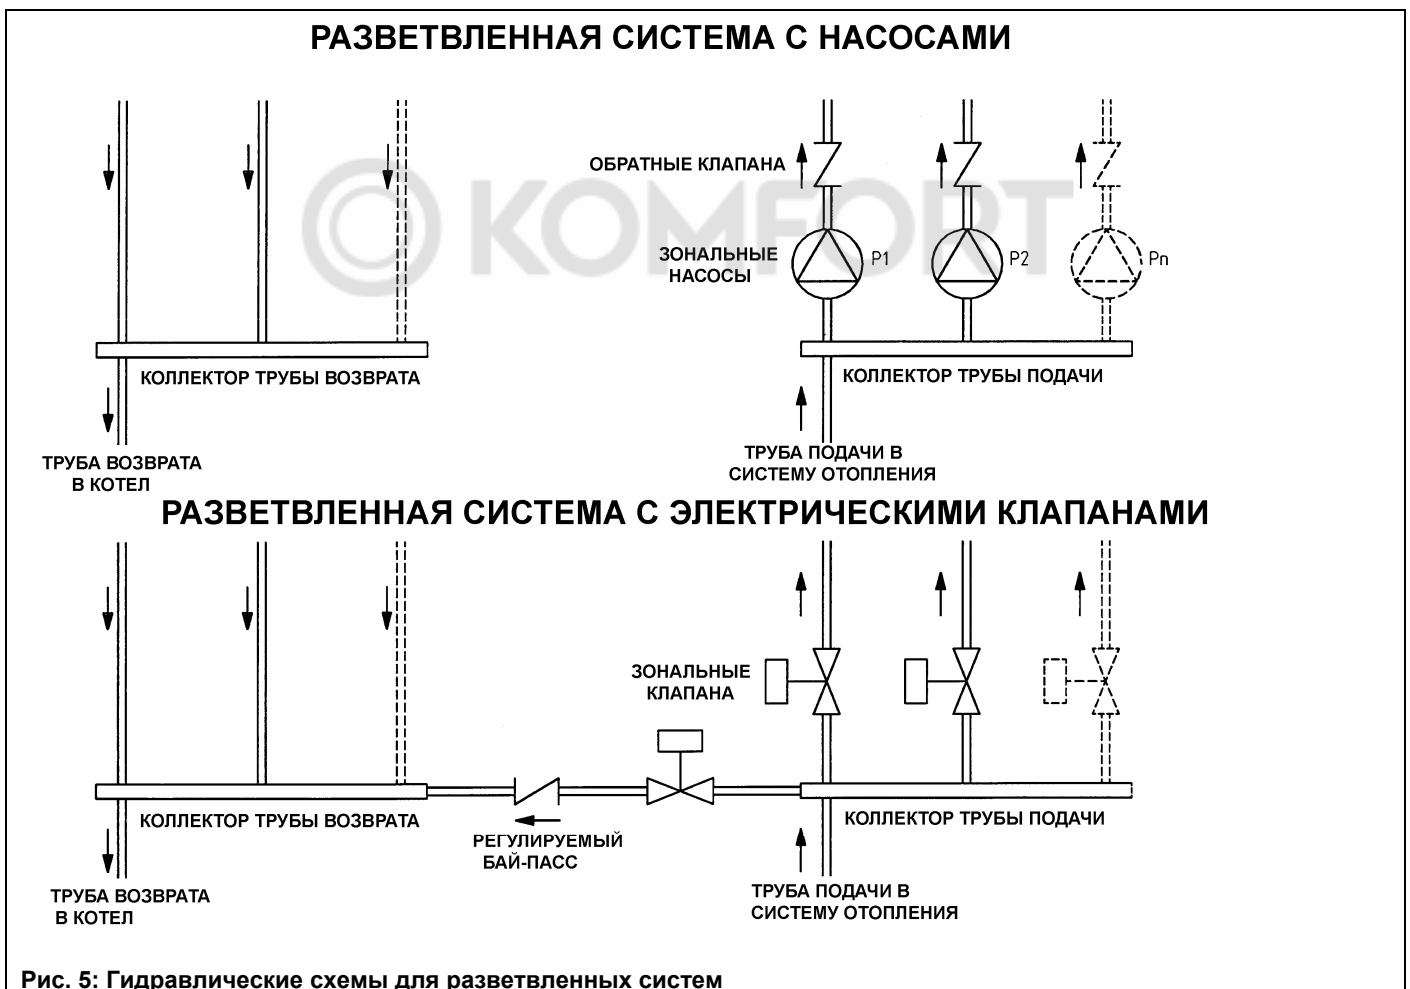 РАЗВЕТВЛЕННАЯ СИСТЕМА С НАСОСАМИ
KOMFORT
ОБРАТНЫЕ КЛАПАНА
ЗОНАЛЬНЫЕ
НАСОСЫ
P1
P2
Pn
КОЛЛЕКТОР ТРУБЫ ВОЗВРАТА
КОЛЛЕКТОР ТРУБЫ ПОДАЧИ
ТРУБА ВОЗВРАТА
В КОТЕЛ
ТРУБА ПОДАЧИ В
СИСТЕМУ ОТОПЛЕНИЯ
РАЗВЕТВЛЕННАЯ СИСТЕМА С ЭЛЕКТРИЧЕСКИМИ КЛАПАНАМИ
ЗОНАЛЬНЫЕ
КЛАПАНА
КОЛЛЕКТОР ТРУБЫ ВОЗВРАТА
КОЛЛЕКТОР ТРУБЫ ПОДАЧИ
РЕГУЛИРУЕМЫЙ
БАЙ-ПАСС
ТРУБА ВОЗВРАТА
В КОТЕЛ
ТРУБА ПОДАЧИ В
СИСТЕМУ ОТОПЛЕНИЯ
Рис. 5: Гидравлические схемы для разветвленных систем